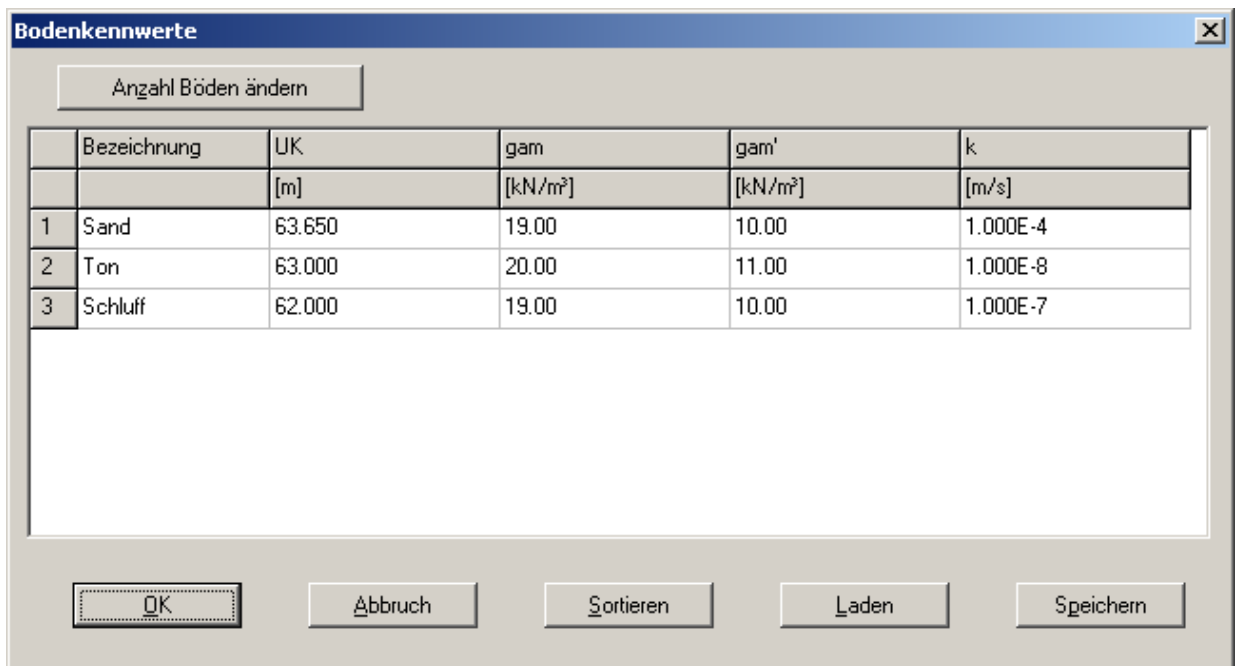 Bodenkennwerte
Anzahl Böden ändern
Bezeichnung UK gam gam' k
[m] [kN/m³] [kN/m³] [m/s]
1 Sand 63.650 19.00 10.00 1.000E-4
2 Ton 63.000 20.00 11.00 1.000E-8
3 Schluff 62.000 19.00 10.00 1.000E-7
OK Abbruch Sortieren Laden Speichern